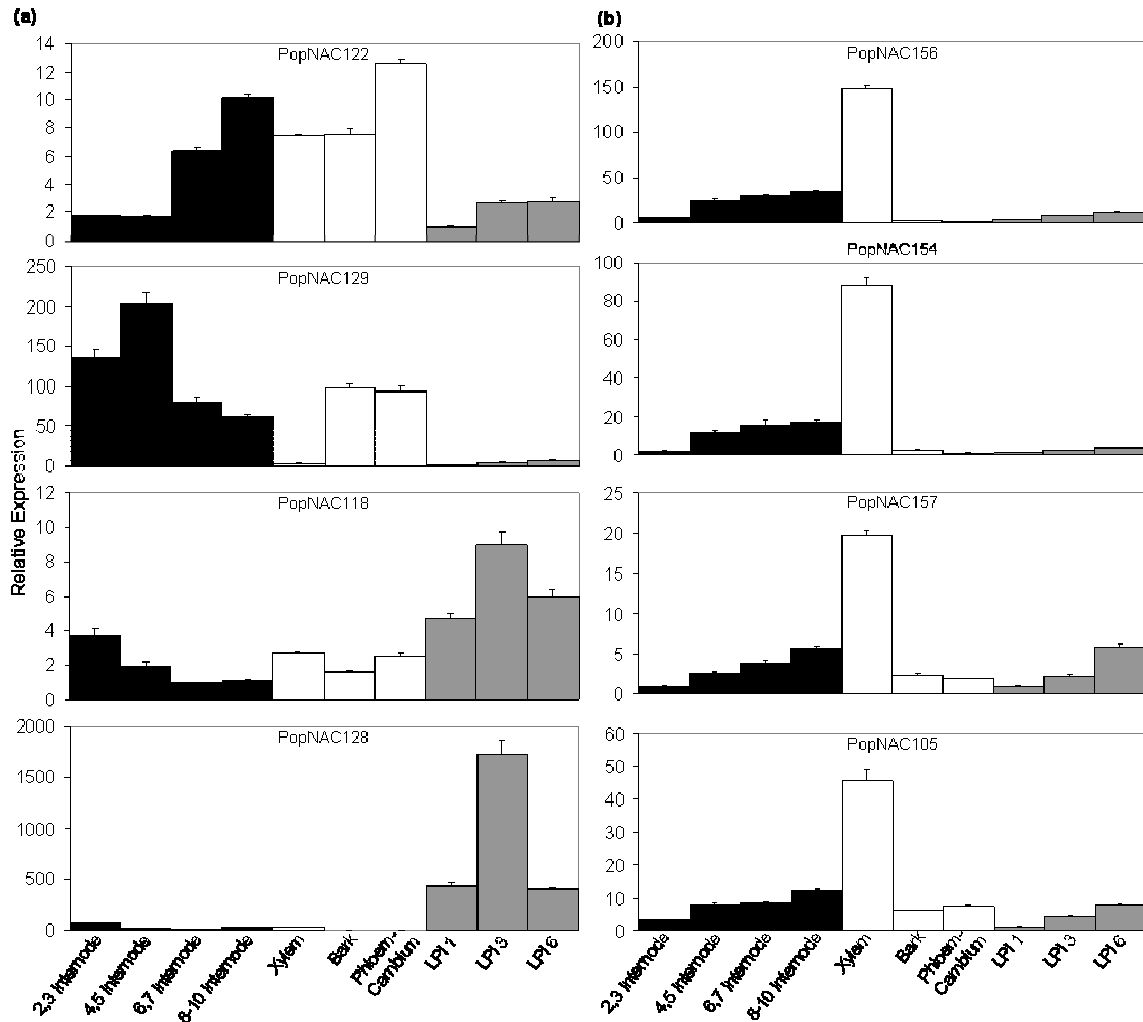 (a)
PopNAC122
14
12
10
8
6
4
2
0
PopNAC129
250
200
150
100
50
0
PopNAC118
12
10
8
6
4
2
0
PopNAC128
2000
1500
1000
500
0
Relative Expression
2,3 Internode
4,5 Internode
6,7 Internode
8-10 Internode
Xylem
Bark
Phloem-
Cambium
LPI 1
LPI 3
LPI 6
(b)
PopNAC156
200
150
100
50
0
PopNAC154
100
80
60
40
20
0
PopNAC157
25
20
15
10
5
0
PopNAC105
60
50
40
30
20
10
0
2,3 Internode
4,5 Internode
6,7 Internode
8-10 Internode
Xylem
Bark
Phloem-
Cambium
LPI 1
LPI 3
LPI 6